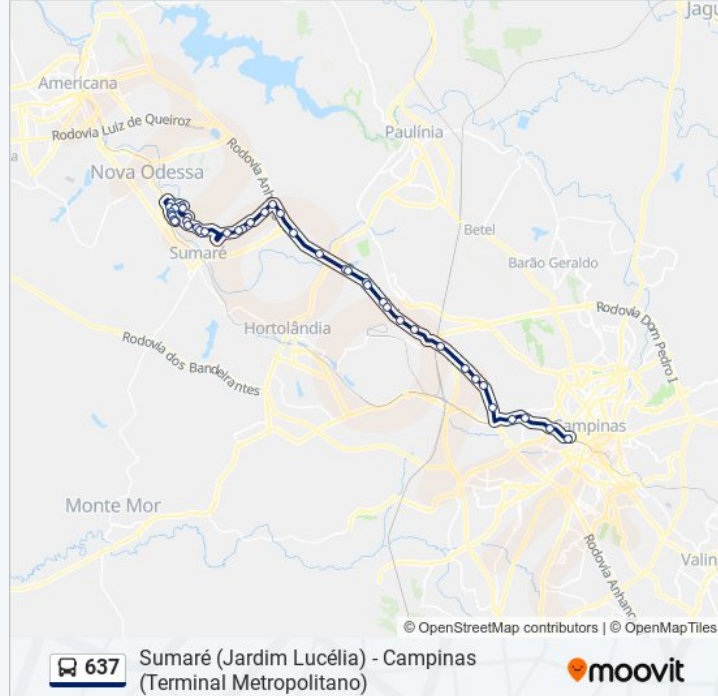 Jagu
Americana
Rodovia Luiz de Queiroz
Paulínia
a
Rodovia Anh
Nova Odessa
Betel
Sumaré
Barão Geraldo
Rodovia Dom Pedro I
Hortolândia
Rodovia dos Bandeirantes
Campinas
Monte Mor
Rodovia Anhang
Valin
© OpenStreetMap contributors | © OpenMapTiles
637
Sumaré (Jardim Lucélia) - Campinas
(Terminal Metropolitano)
moovit